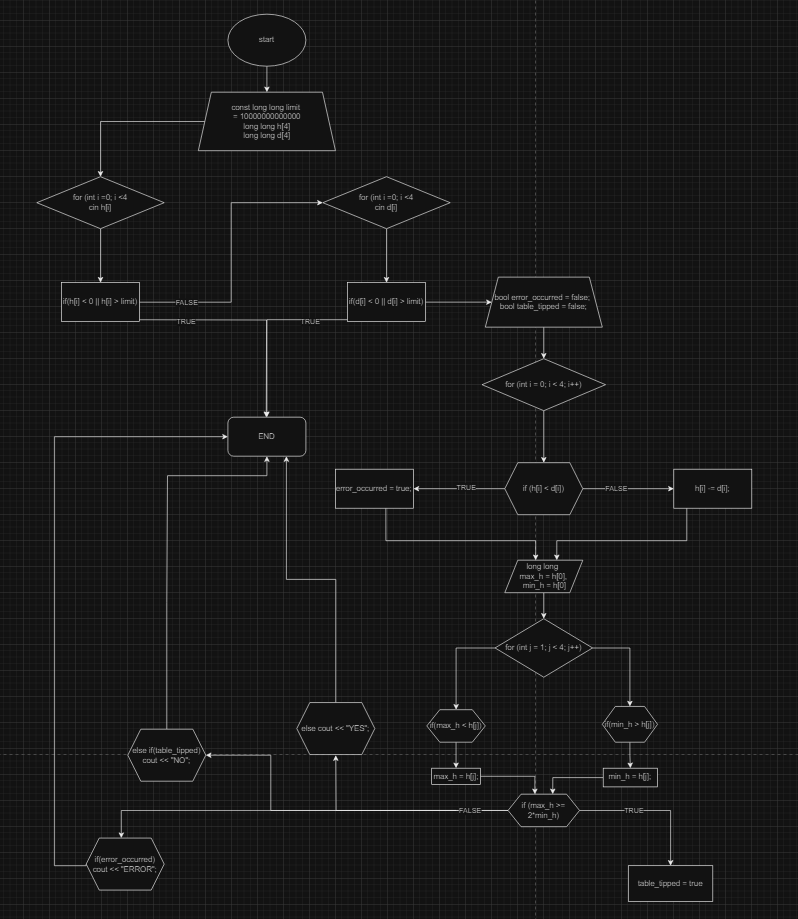 start
const long long limit
= 10000000000000
long long h[4]
long long d[4]
for (int i =0; i <4
cin h[i]
for (int i =0; i <4
cin d[i]
if(h[i] < 0 || h[i] > limit)
FALSE
TRUE
TRUE
if(d[i] < 0 || d[i] > limit)
bool error_occurred = false;
bool table_tipped = false;
for (int i = 0; i < 4; i++)
END
error_occurred = true;
TRUE
if (h[i] < d[i])
FALSE
h[i] -= d[i];
long long
max_h = h[0],
min_h = h[0]
for (int j = 1; j < 4; j++)
if(max_h < h[j])
if(min_h > h[j])
else cout << "YES";
else if(table_tipped)
cout << "NO";
max_h = h[j];
min_h = h[j];
FALSE
if (max_h >=
2*min_h)
TRUE
if(error_occurred)
cout << "ERROR";
table_tipped = true